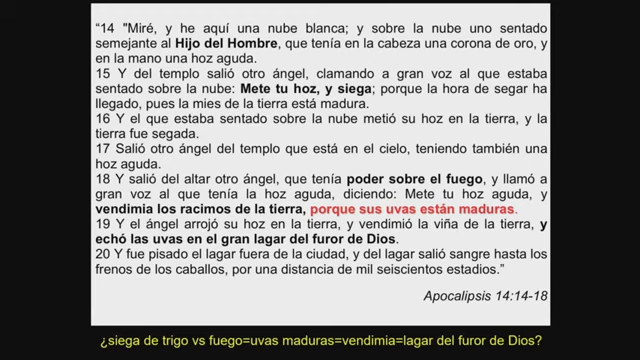 “14 "Miré, y he aquí una nube blanca; y sobre la nube uno sentado
semejante al Hijo del Hombre, que tenía en la cabeza una corona de oro, y
en la mano una hoz aguda.
15 Y del templo salió otro ángel, clamando a gran voz al que estaba
sentado sobre la nube: Mete tu hoz, y siega; porque la hora de segar ha
llegado, pues la mies de la tierra está madura.
16 Y el que estaba sentado sobre la nube metió su hoz en la tierra, y la
tierra fue segada.
17 Salió otro ángel del templo que está en el cielo, teniendo también una
hoz aguda.
18 Y salió del altar otro ángel, que tenía poder sobre el fuego, y llamó a
gran voz al que tenía la hoz aguda, diciendo: Mete tu hoz aguda, y
vendimia los racimos de la tierra, porque sus uvas están maduras.
19 Y el ángel arrojó su hoz en la tierra, y vendimió la viña de la tierra, y
echó las uvas en el gran lagar del furor de Dios.
20 Y fue pisado el lagar fuera de la ciudad, y del lagar salió sangre hasta los
frenos de los caballos, por una distancia de mil seiscientos estadios.”
Apocalipsis 14:14-18
¿siega de trigo vs fuego=uvas maduras=vendimia=lagar del furor de Dios?